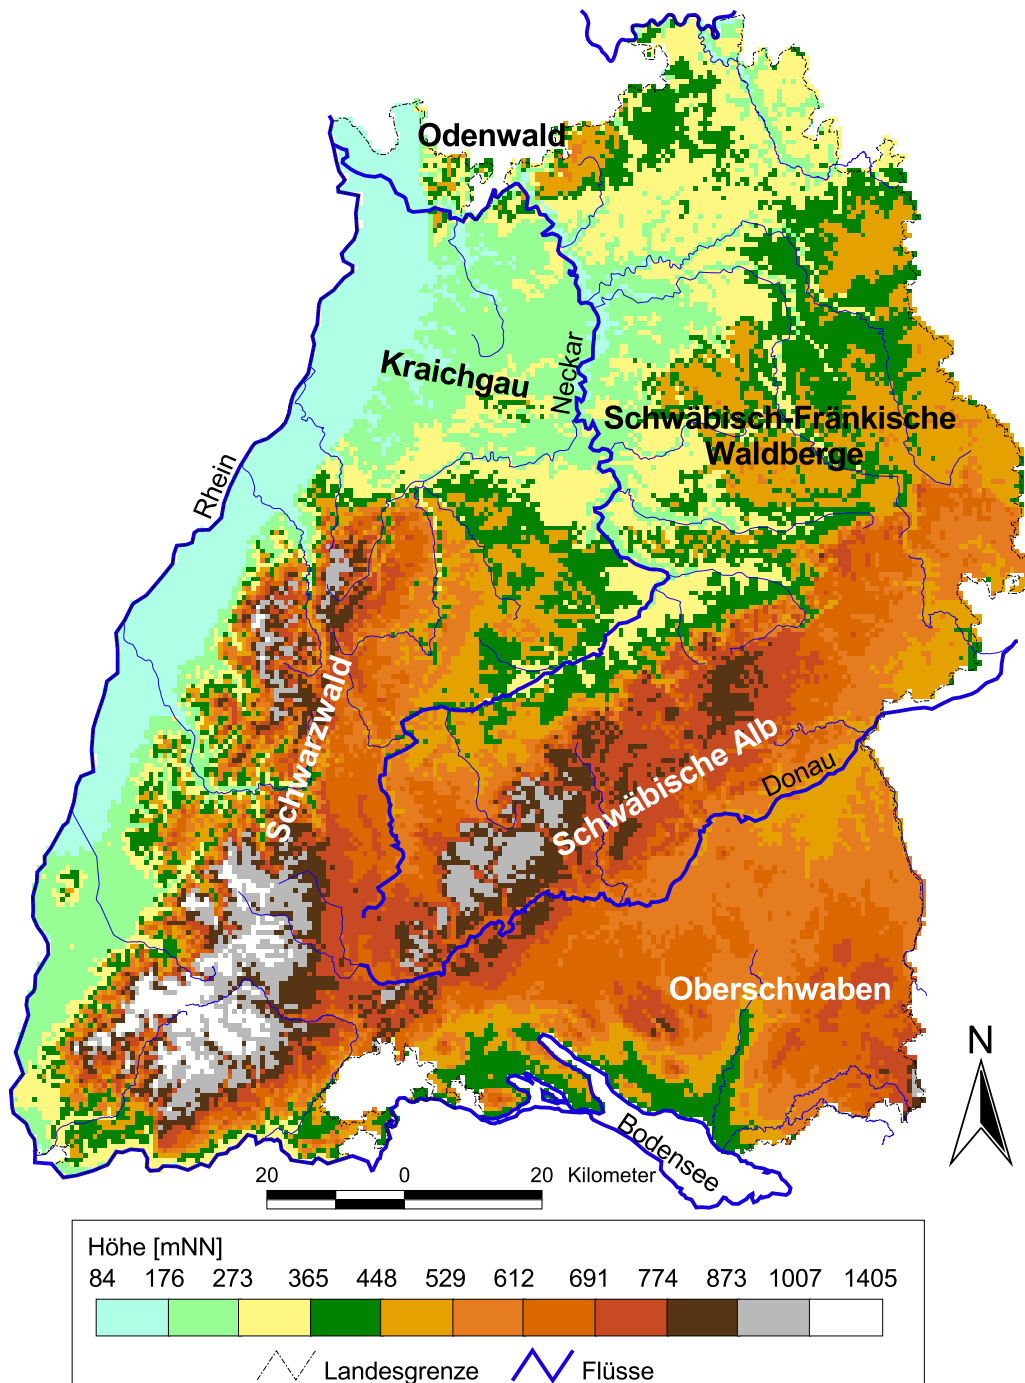 Odenwald
Kraichgau
Neckar
Schwäbisch-Fränkische
Waldberge
Rhein
Schwarzwald
Schwäbische Alb
Donau
Oberschwaben
N
Bodensee
20 0 20 Kilometer
Höhe [mNN]
84 176 273 365 448 529 612 691 774 873 1007 1405
Landesgrenze Flüsse